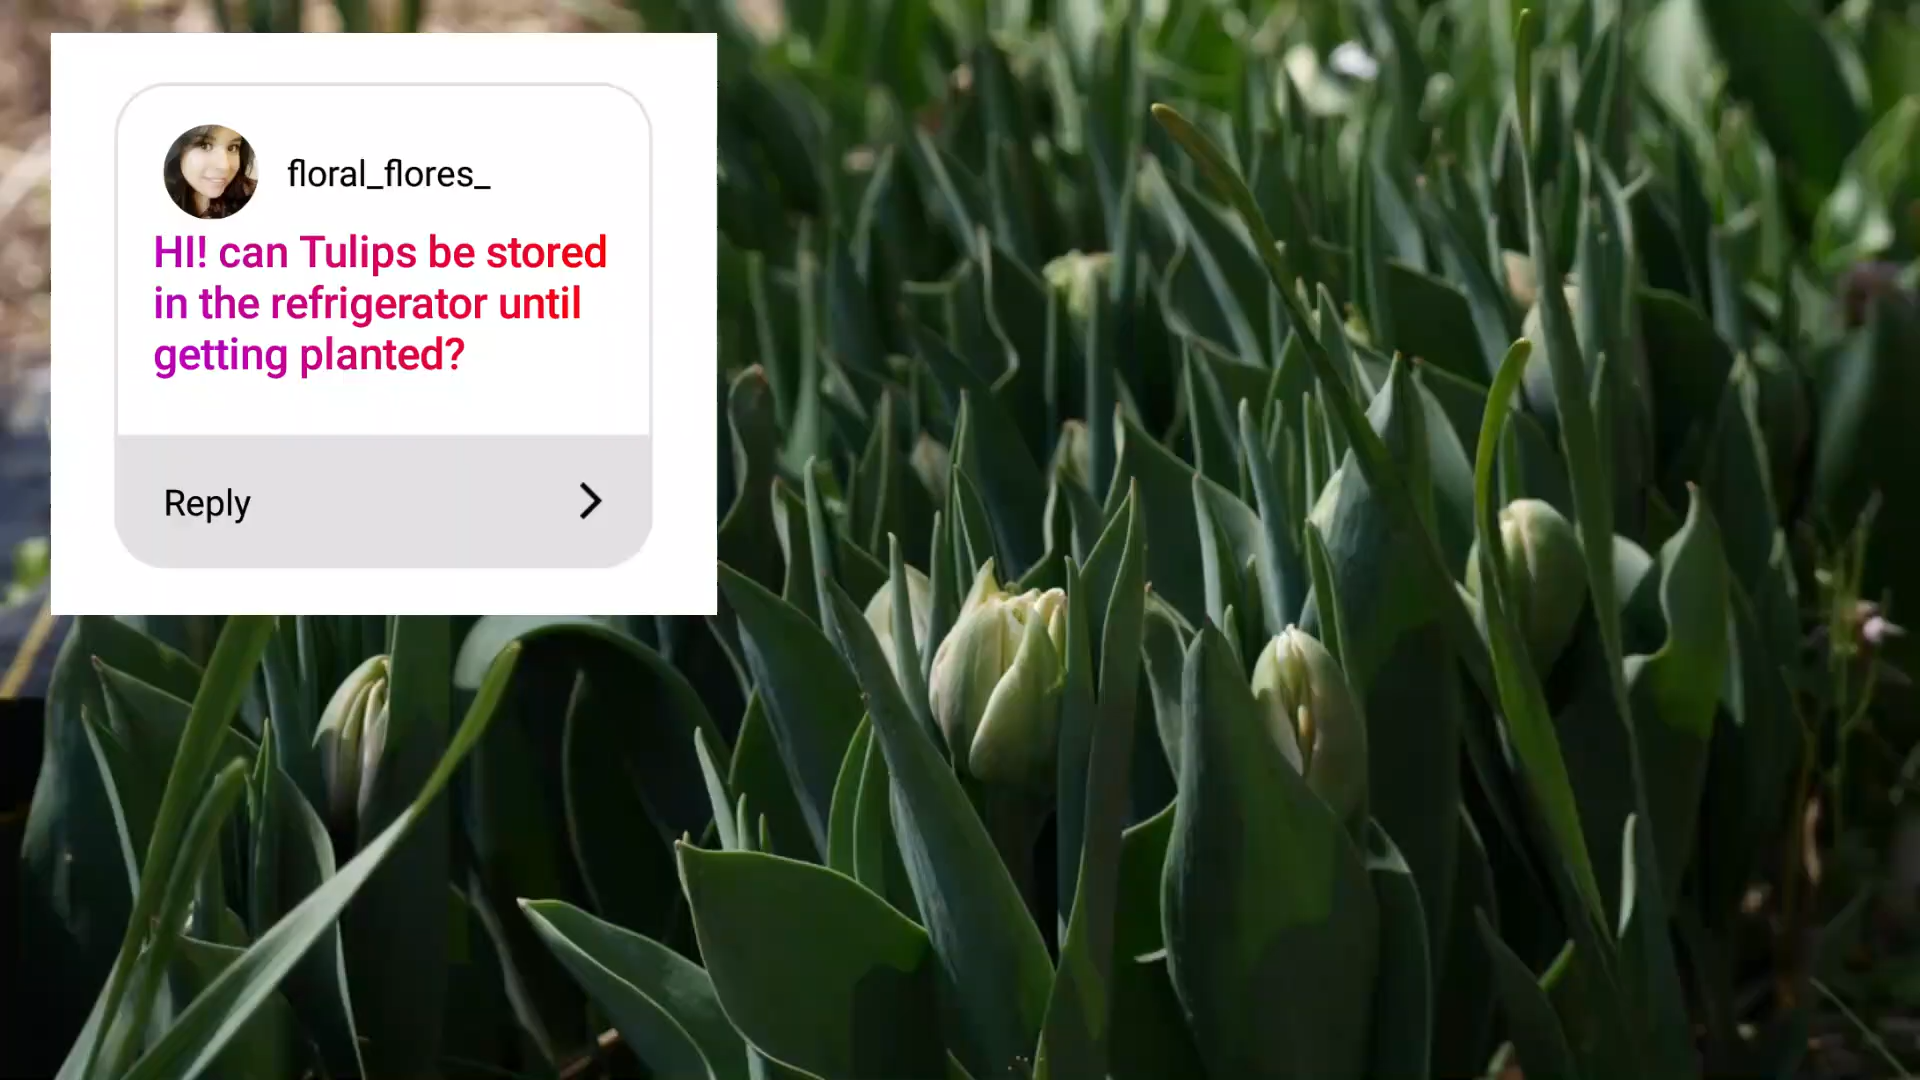 floral_flores_
HI! can Tulips be stored
in the refrigerator until
getting planted?
Reply